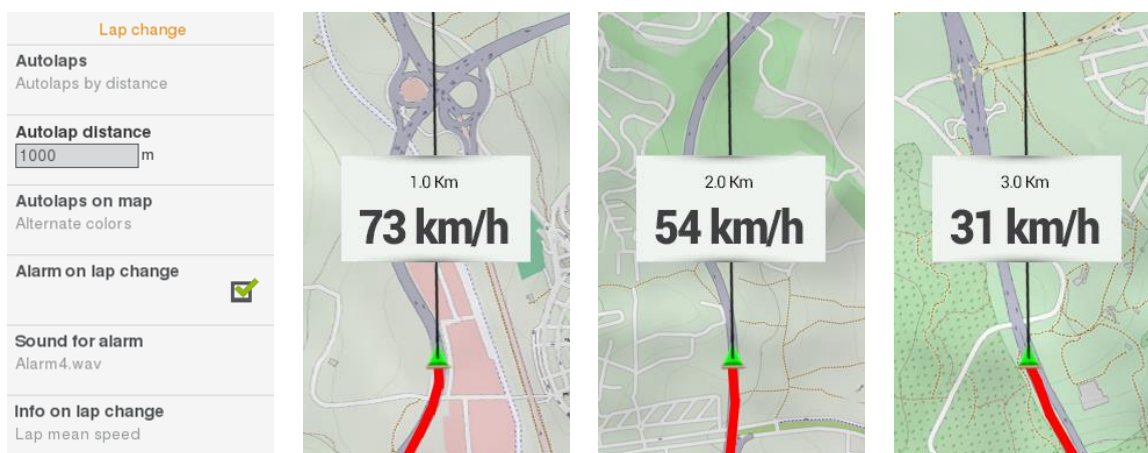 Lap change
Autolaps
Autolaps by distance
Autolap distance
1000 m
Autolaps on map
Alternate colors
Alarm on lap change
Sound for alarm
Alarm4.wav
Info on lap change
Lap mean speed
1.0 Km
73 km/h
2.0 Km
54 km/h
3.0 Km
31 km/h